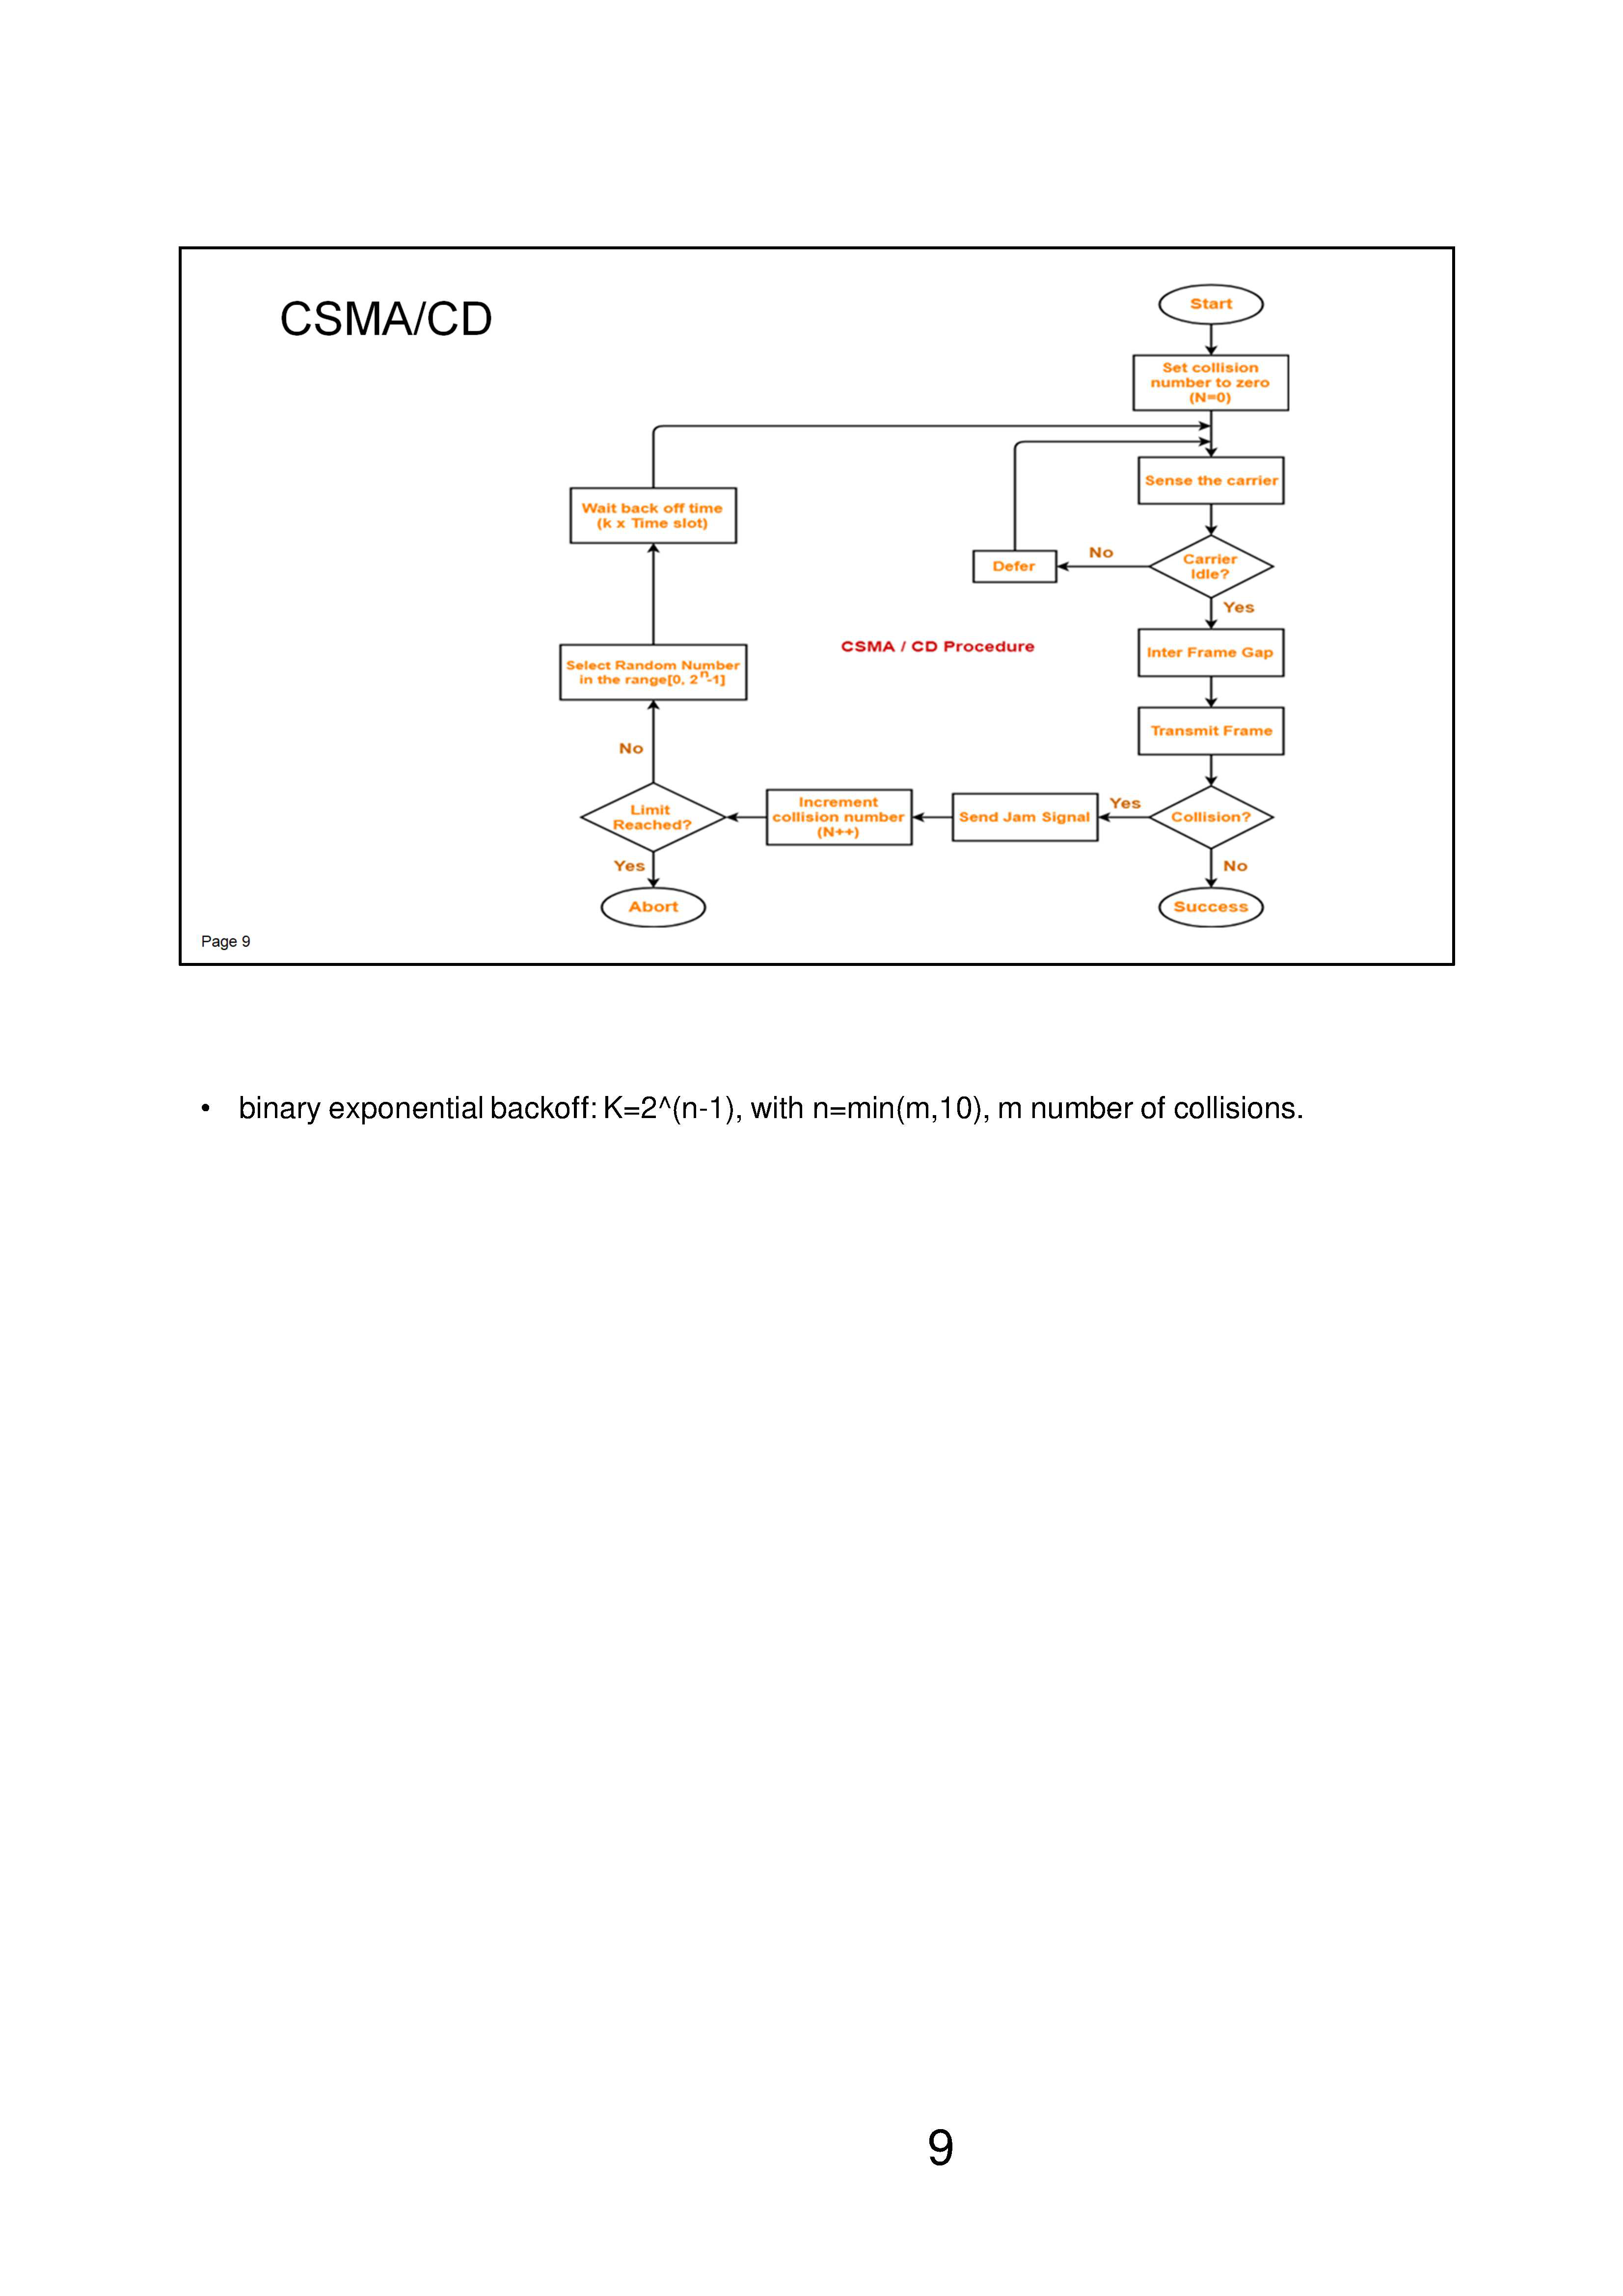 CSMA/CD
Start
Set collision
number to zero
(N=0)
Sense the carrier
Carrier
Idle?
No
Defer
Yes
Inter Frame Gap
Transmit Frame
Collision?
No
Success
Yes
Send Jam Signal
Increment
collision number
(N++)
Limit
Reached?
Yes
Abort
No
Select Random Number
in the range[0, 2^n-1]
Wait back off time
(k x Time slot)
CSMA / CD Procedure
Page 9
• binary exponential backoff: K=2^(n-1), with n=min(m,10), m number of collisions.
9